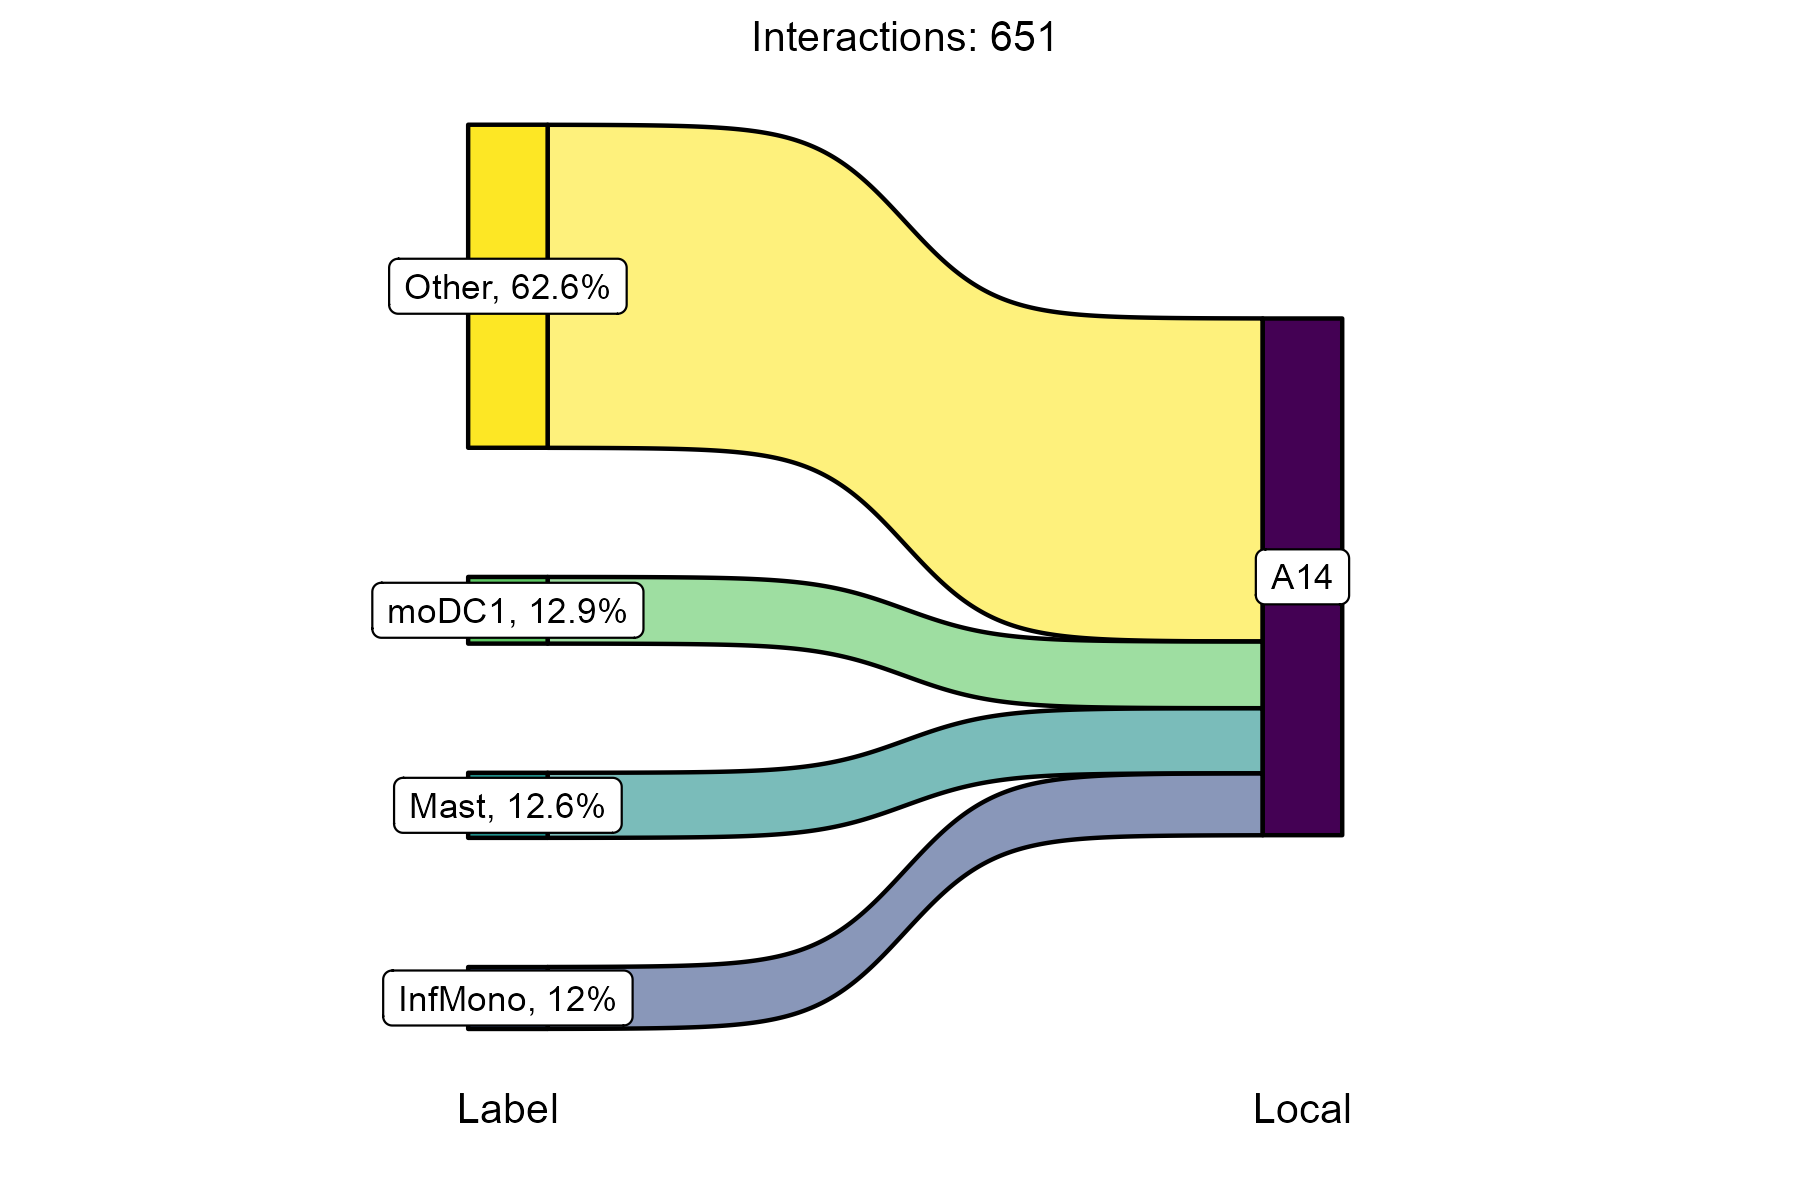 Interactions: 651
Other, 62.6%
A14
moDC1, 12.9%
Mast, 12.6%
InfMono, 12%
Label
Local